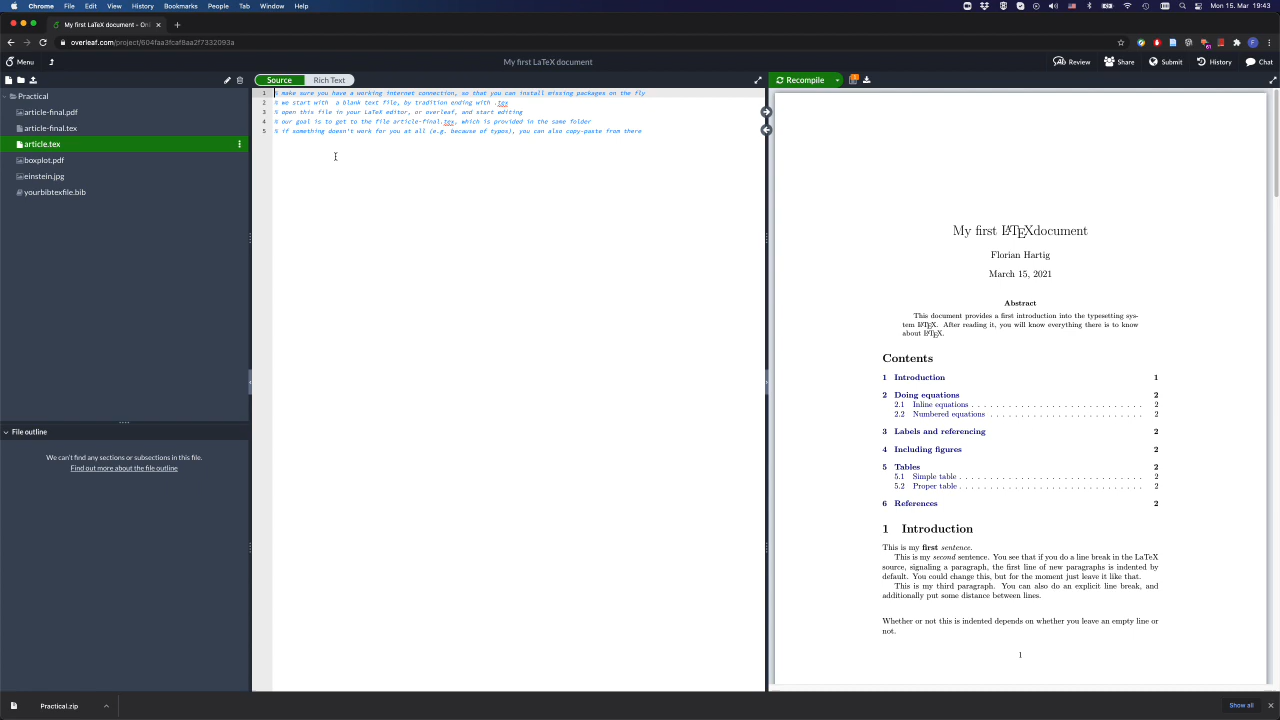 Chrome File Edit View History Bookmarks People Tab Window Help Mon 15. Mar 19:43
My first LaTeX document - On
overleaf.com/project/604faa3fcaf8aa2f7332093a
Menu My first LaTeX document Review Share Submit History Chat
Source Rich Text Recompile
Practical
article-final.pdf
article-final.tex
article.tex
boxplot.pdf
einstein.jpg
yourbibtexfile.bib
File outline
We can't find any sections or subsections in this file.
Find out more about the file outline
1 % make sure you have a working internet connection, so that you can install missing packages on the fly
2 % we start with a blank text file, by tradition ending with .tex
3 % open this file in your LaTeX editor, or overleaf, and start editing
4 % our goal is to get to the file article-final.tex, which is provided in the same folder
5 % if something doesn't work for you at all (e.g. because of typos), you can also copy-paste from there
My first LATEXdocument
Florian Hartig
March 15, 2021
Abstract
This document provides a first introduction into the typesetting sys-
tem LATEX. After reading it, you will know everything there is to know
about LATEX.
Contents
1 Introduction 1
2 Doing equations 2
2.1 Inline equations . . . . . . . . . . . . . . . . . . . . . . . . . . 2
2.2 Numbered equations . . . . . . . . . . . . . . . . . . . . . . . 2
3 Labels and referencing 2
4 Including figures 2
5 Tables 2
5.1 Simple table . . . . . . . . . . . . . . . . . . . . . . . . . . . . 2
5.2 Proper table . . . . . . . . . . . . . . . . . . . . . . . . . . . . 2
6 References 2
1 Introduction
This is my first sentence.
This is my second sentence. You see that if you do a line break in the LaTeX
source, signaling a paragraph, the first line of new paragraphs is indented by
default. You could change this, but for the moment just leave it like that.
This is my third paragraph. You can also do an explicit line break, and
additionally put some distance between lines.
Whether or not this is indented depends on whether you leave an empty line or
not.
1
Practical.zip Show all